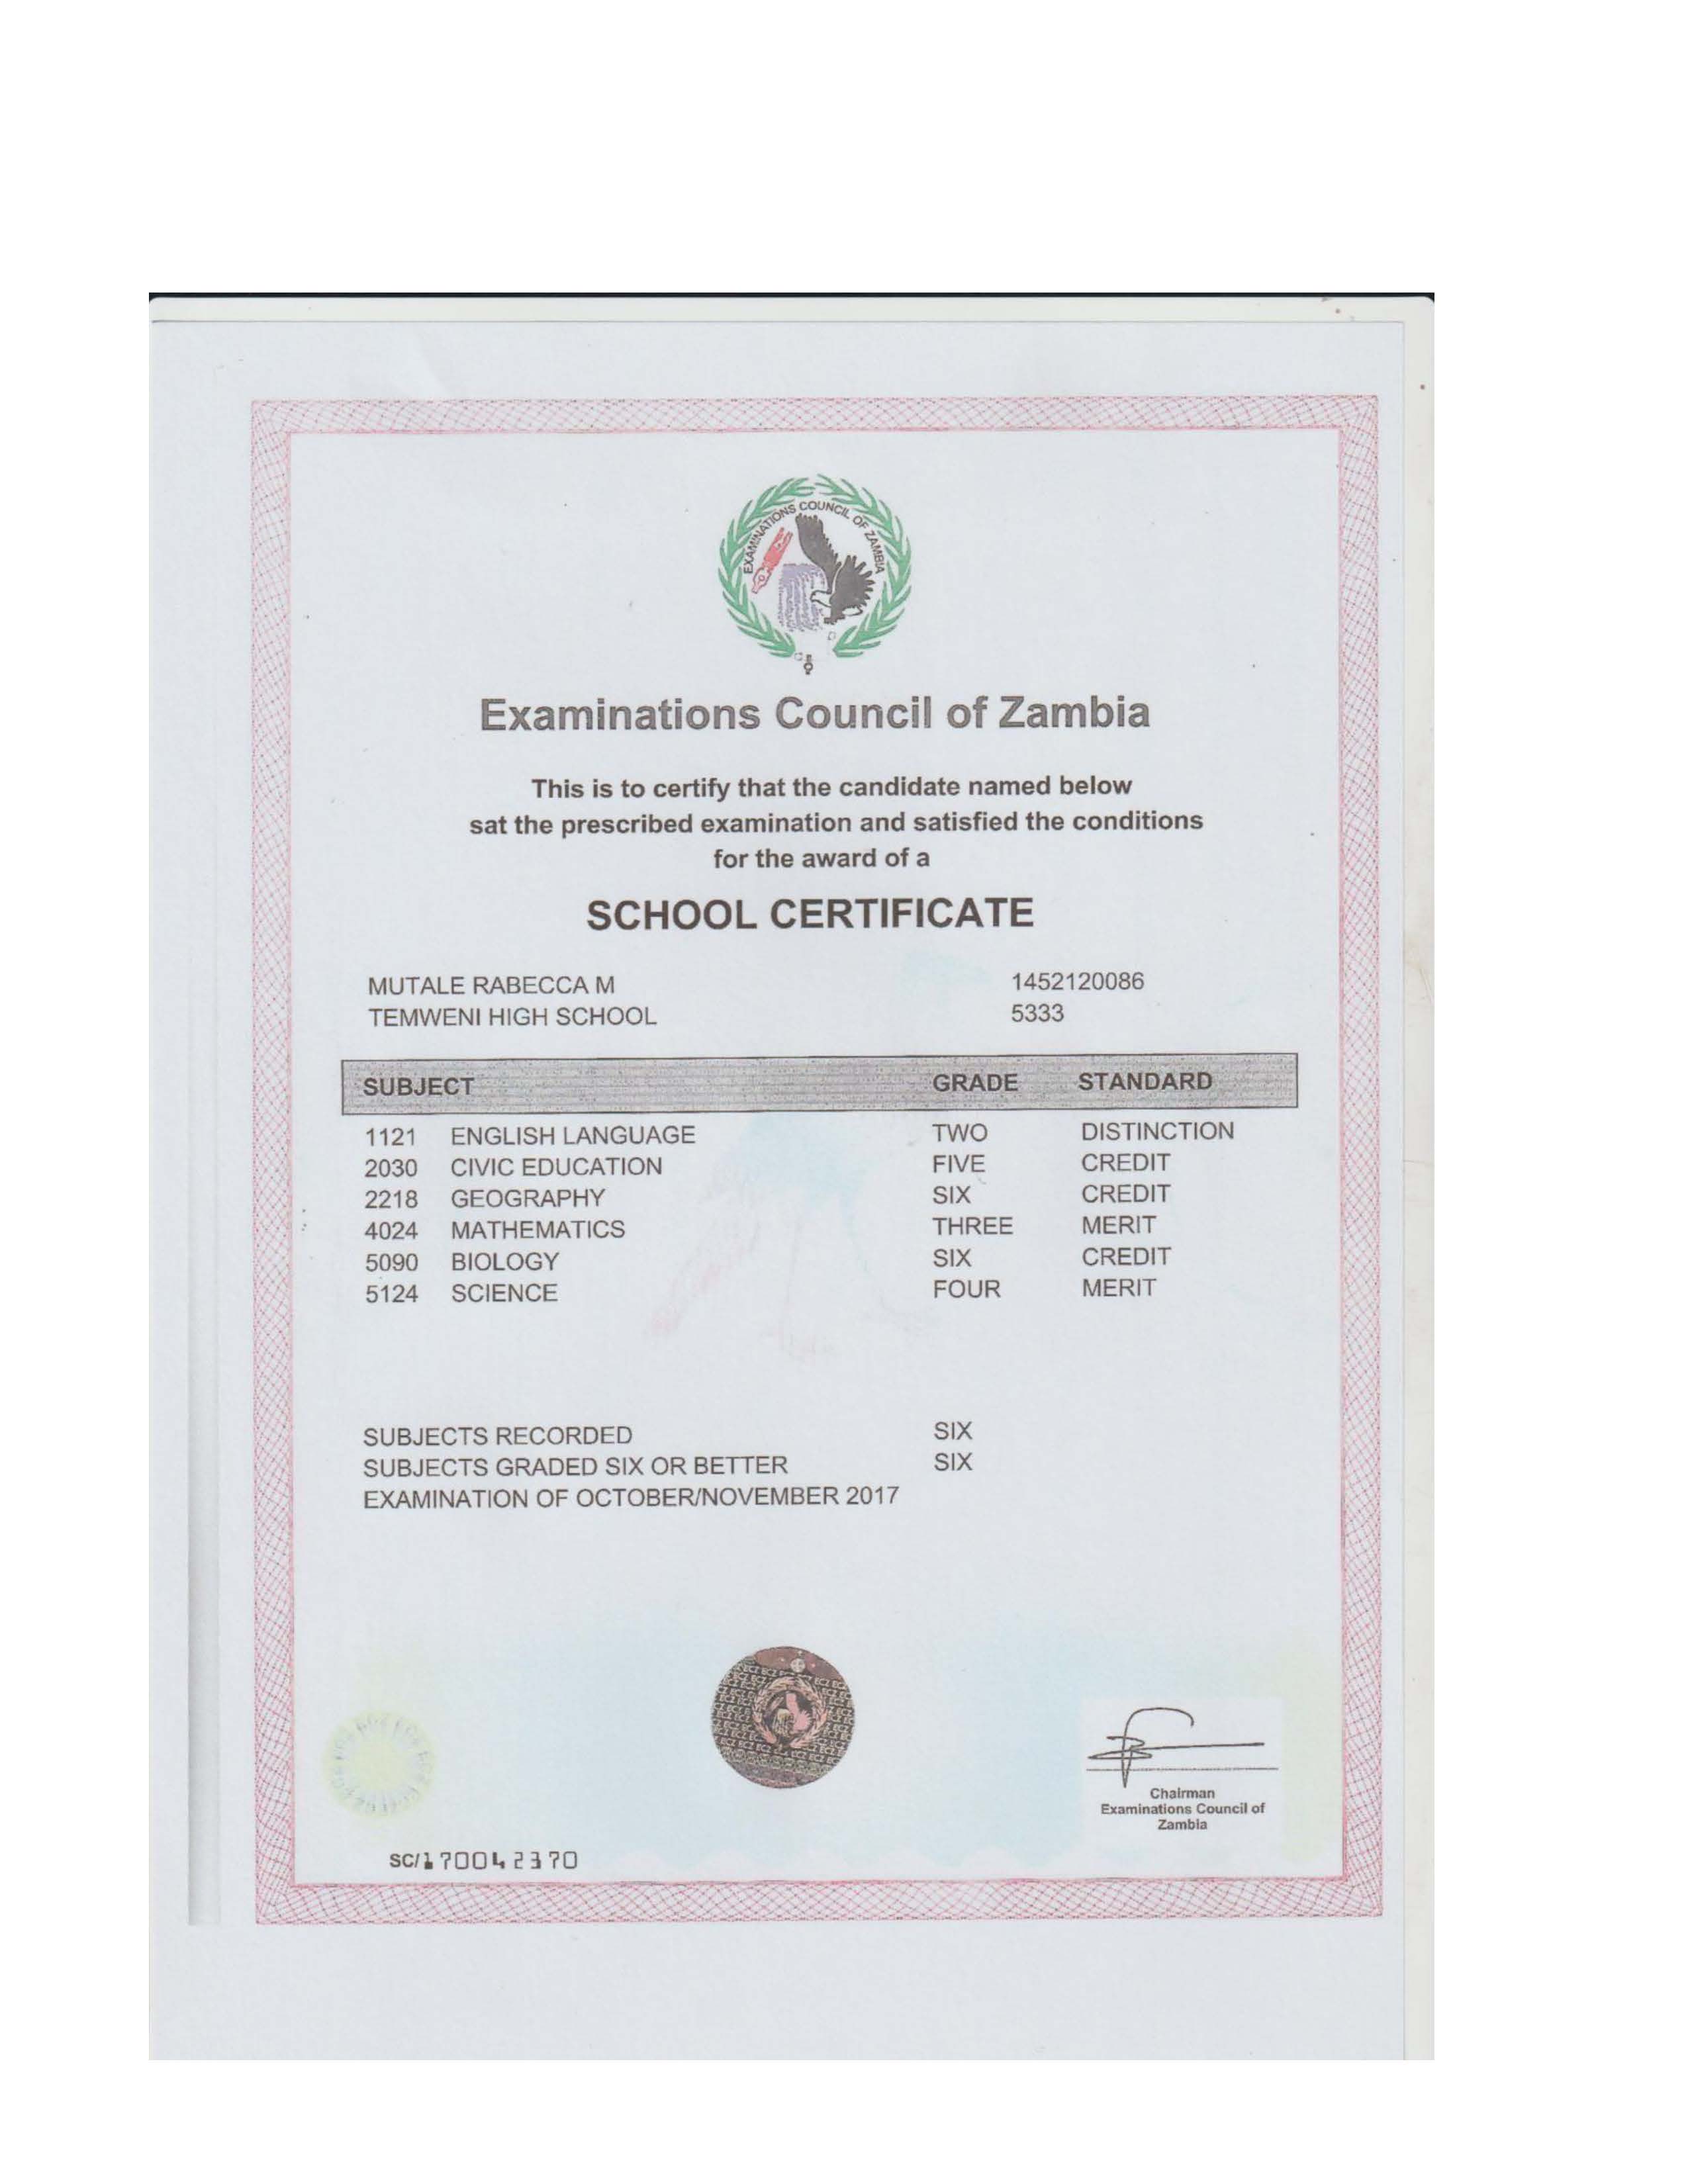 EXAMINATIONS COUNCIL OF ZAMBIA
Examinations Council of Zambia
This is to certify that the candidate named below
sat the prescribed examination and satisfied the conditions
for the award of a
SCHOOL CERTIFICATE
MUTALE RABECCA M 1452120086
TEMWENI HIGH SCHOOL 5333
SUBJECT GRADE STANDARD
1121 ENGLISH LANGUAGE TWO DISTINCTION
2030 CIVIC EDUCATION FIVE CREDIT
2218 GEOGRAPHY SIX CREDIT
4024 MATHEMATICS THREE MERIT
5090 BIOLOGY SIX CREDIT
5124 SCIENCE FOUR MERIT
SUBJECTS RECORDED SIX
SUBJECTS GRADED SIX OR BETTER SIX
EXAMINATION OF OCTOBER/NOVEMBER 2017
Chairman
Examinations Council of
Zambia
SC/170042370